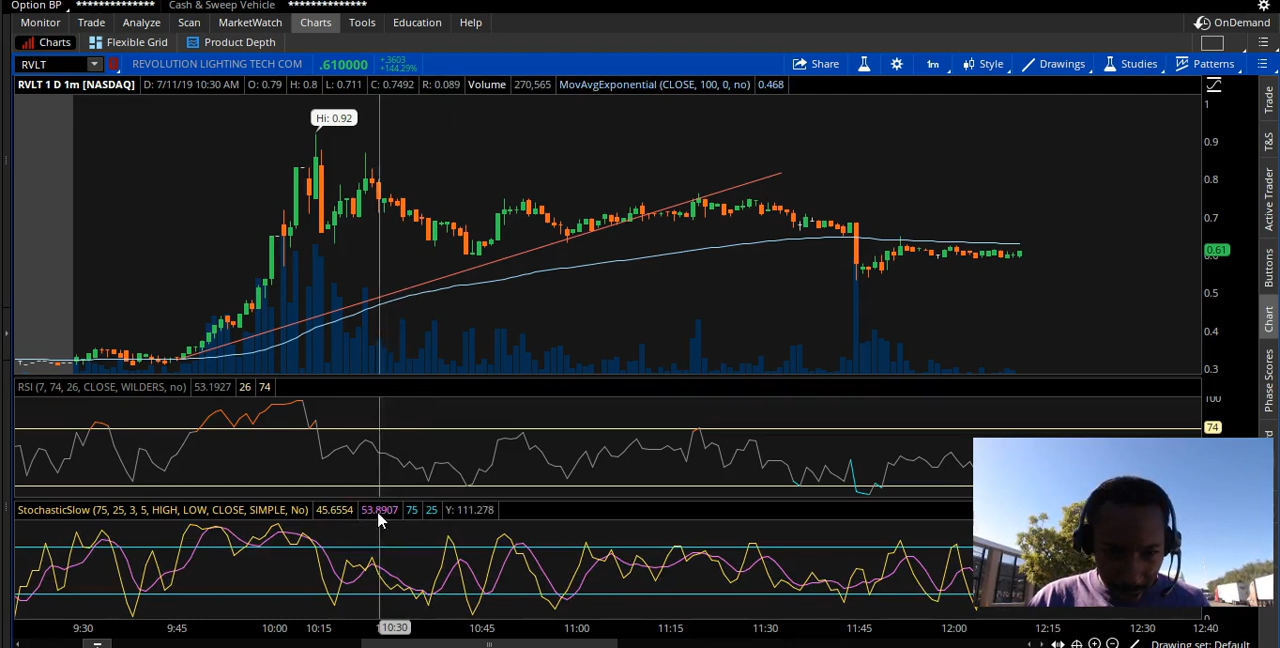 Option BP ************** Cash & Sweep Vehicle **************
Monitor Trade Analyze Scan MarketWatch Charts Tools Education Help OnDemand
Charts Flexible Grid Product Depth
RVLT REVOLUTION LIGHTING TECH COM .610000 +.3603 +144.29% Share 1m Style Drawings Studies Patterns
RVLT 1 D 1m [NASDAQ] D: 7/11/19 10:30 AM O: 0.79 H: 0.8 L: 0.711 C: 0.7492 R: 0.089 Volume 270,565 MovAvgExponential (CLOSE, 100, 0, no) 0.468
Hi: 0.92
1
0.9
0.8
0.7
0.61
0.5
0.4
0.3
Trade
T&S
Active Trader
Buttons
Chart
Phase Scores
RSI (7, 74, 26, CLOSE, WILDERS, no) 53.1927 26 74
100
74
StochasticSlow (75, 25, 3, 5, HIGH, LOW, CLOSE, SIMPLE, No) 45.6554 53.8907 75 25 Y: 111.278
9:30 9:45 10:00 10:15 10:30 10:45 11:00 11:15 11:30 11:45 12:00 12:15 12:30 12:40
Drawing set: Default